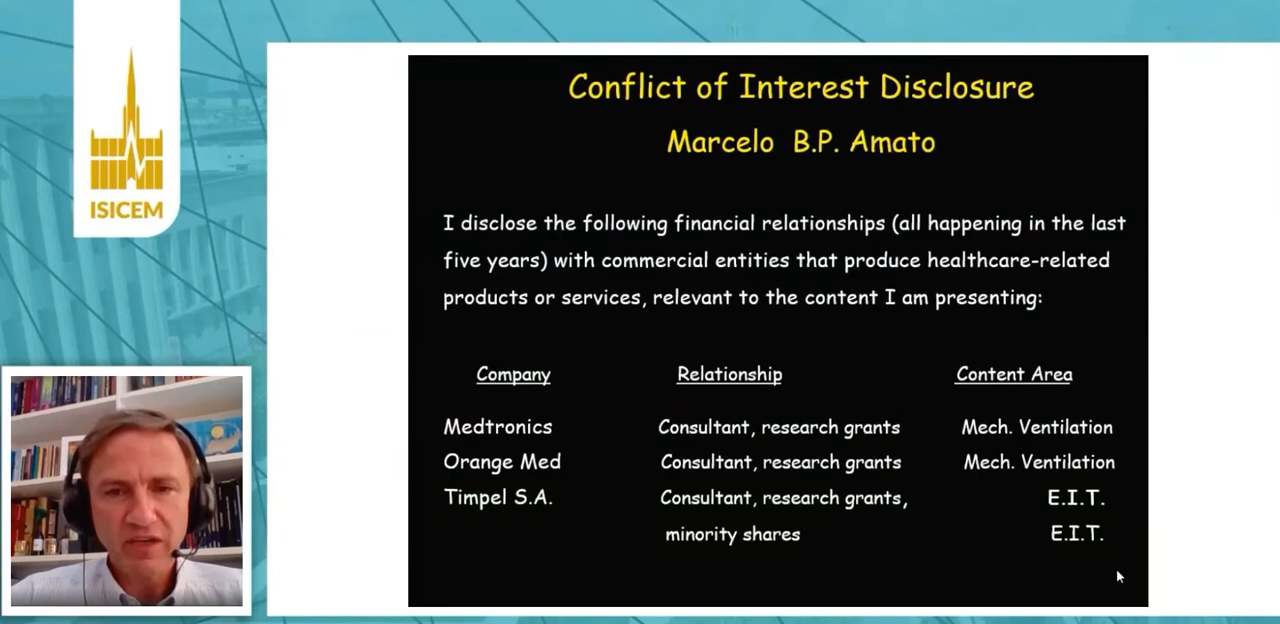 ISICEM
Conflict of Interest Disclosure
Marcelo B.P. Amato
I disclose the following financial relationships (all happening in the last
five years) with commercial entities that produce healthcare-related
products or services, relevant to the content I am presenting:
Company Relationship Content Area
Medtronics Consultant, research grants Mech. Ventilation
Orange Med Consultant, research grants Mech. Ventilation
Timpel S.A. Consultant, research grants, E.I.T.
minority shares E.I.T.